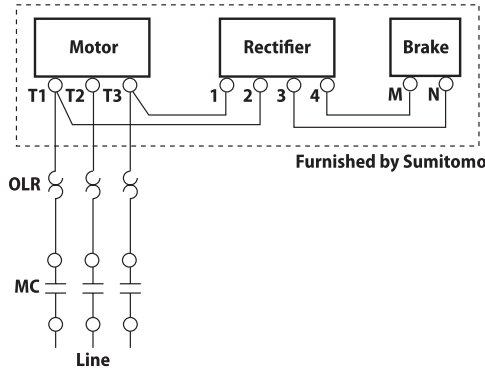 Motor Rectifier Brake
T1 T2 T3 1 2 3 4 M N
Furnished by Sumitomo
OLR
MC
Line